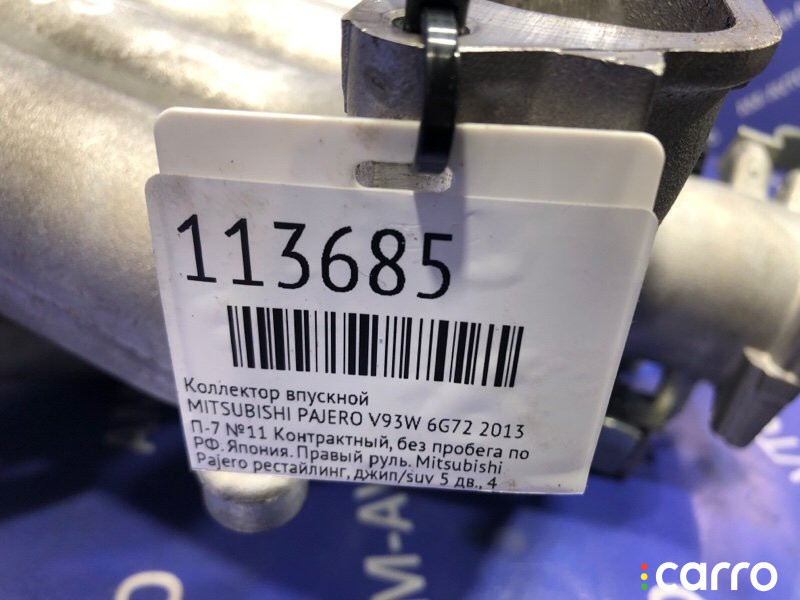 113685
Коллектор впускной
MITSUBISHI PAJERO V93W 6G72 2013
П-7 №11 Контрактный, без пробега по
РФ. Япония. Правый руль. Mitsubishi
Pajero рестайлинг, джип/suv 5 дв., 4
carro